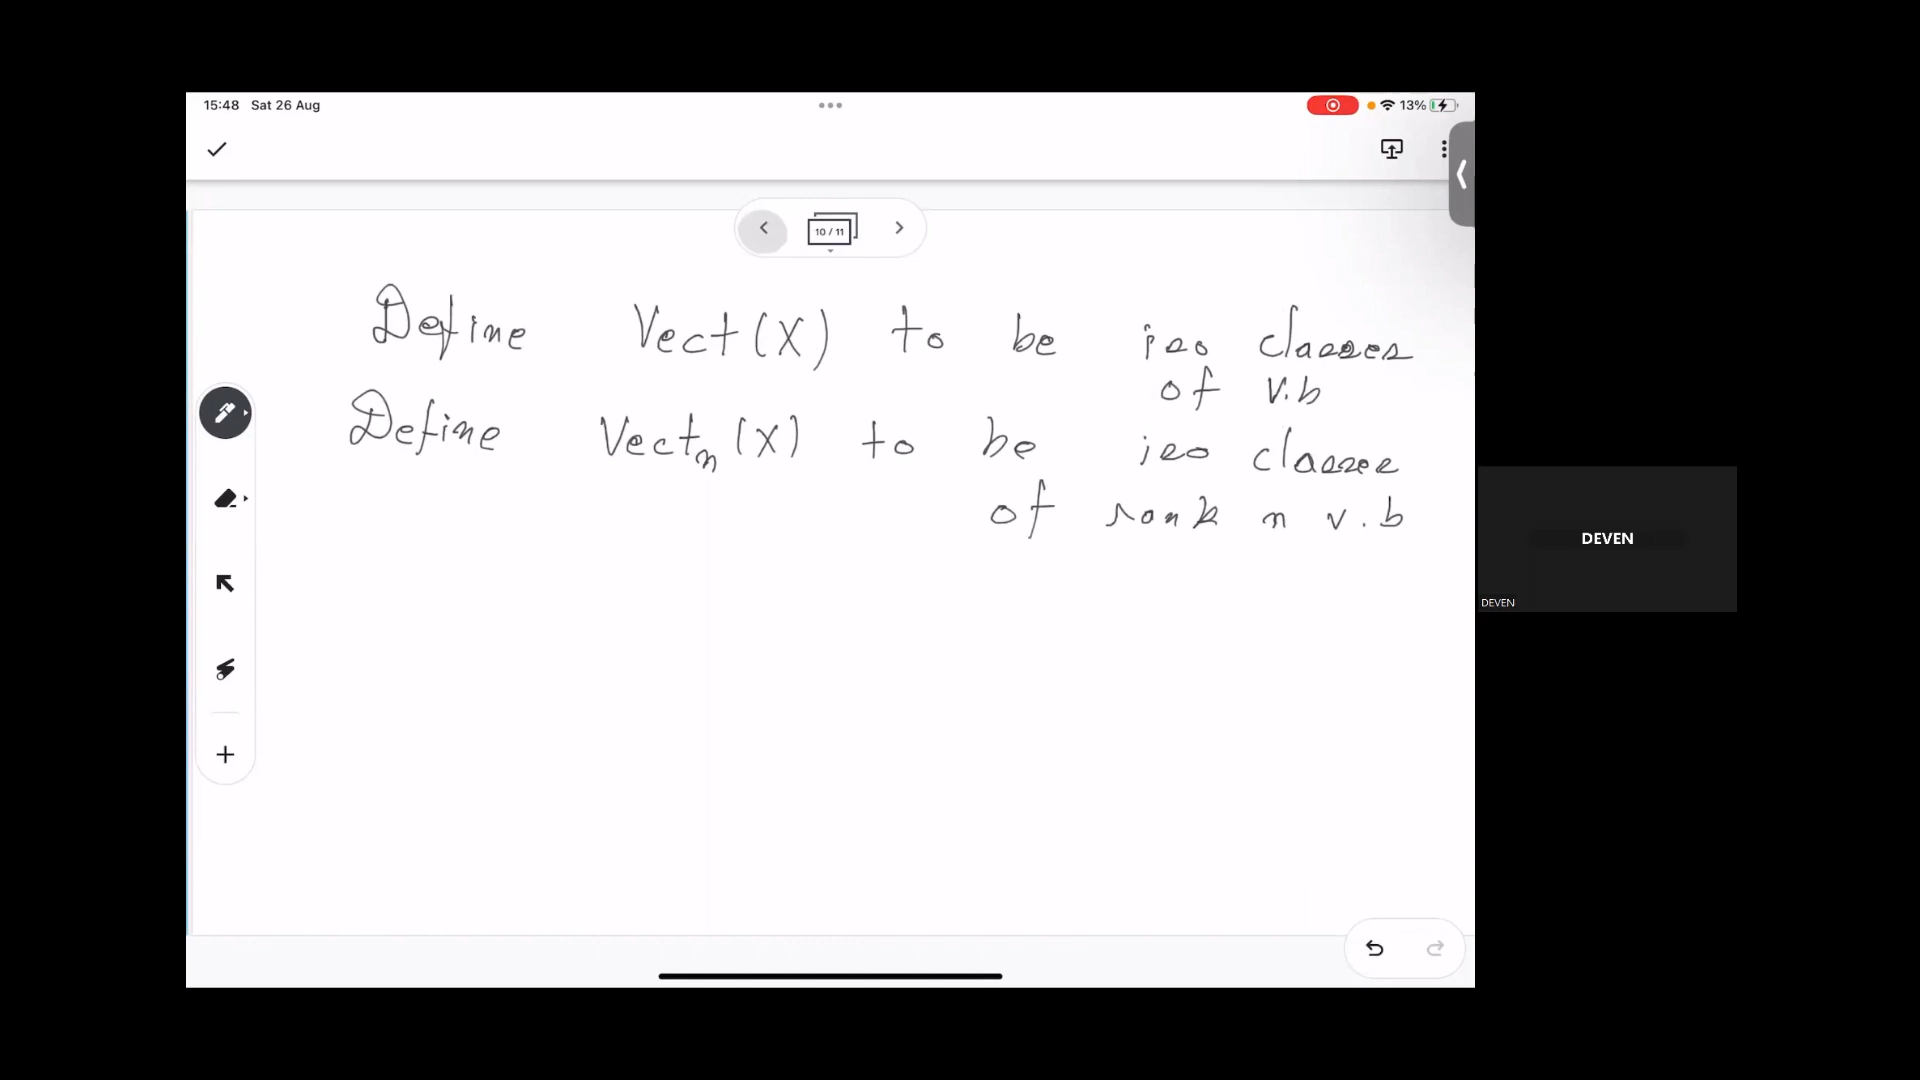 15:48 Sat 26 Aug
13%
10 / 11
Define Vect(X) to be iso classes
of v.b
Define Vectₙ(X) to be iso classes
of rank n v.b
DEVEN
DEVEN